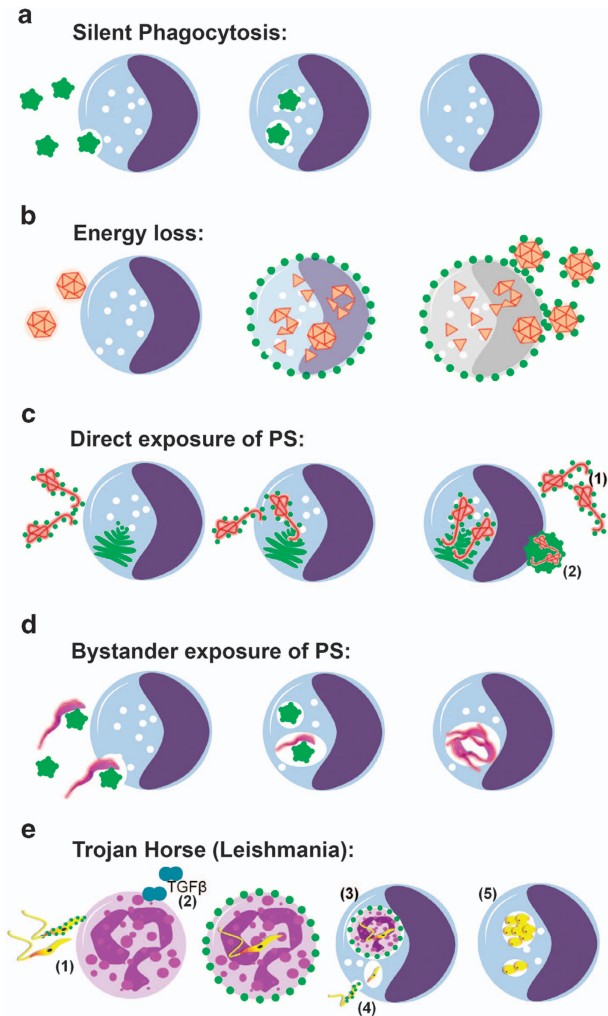 a
Silent Phagocytosis:
b
Energy loss:
c
Direct exposure of PS:
(1)
(2)
d
Bystander exposure of PS:
e
Trojan Horse (Leishmania):
TGFβ
(2)
(1)
(3)
(4)
(5)